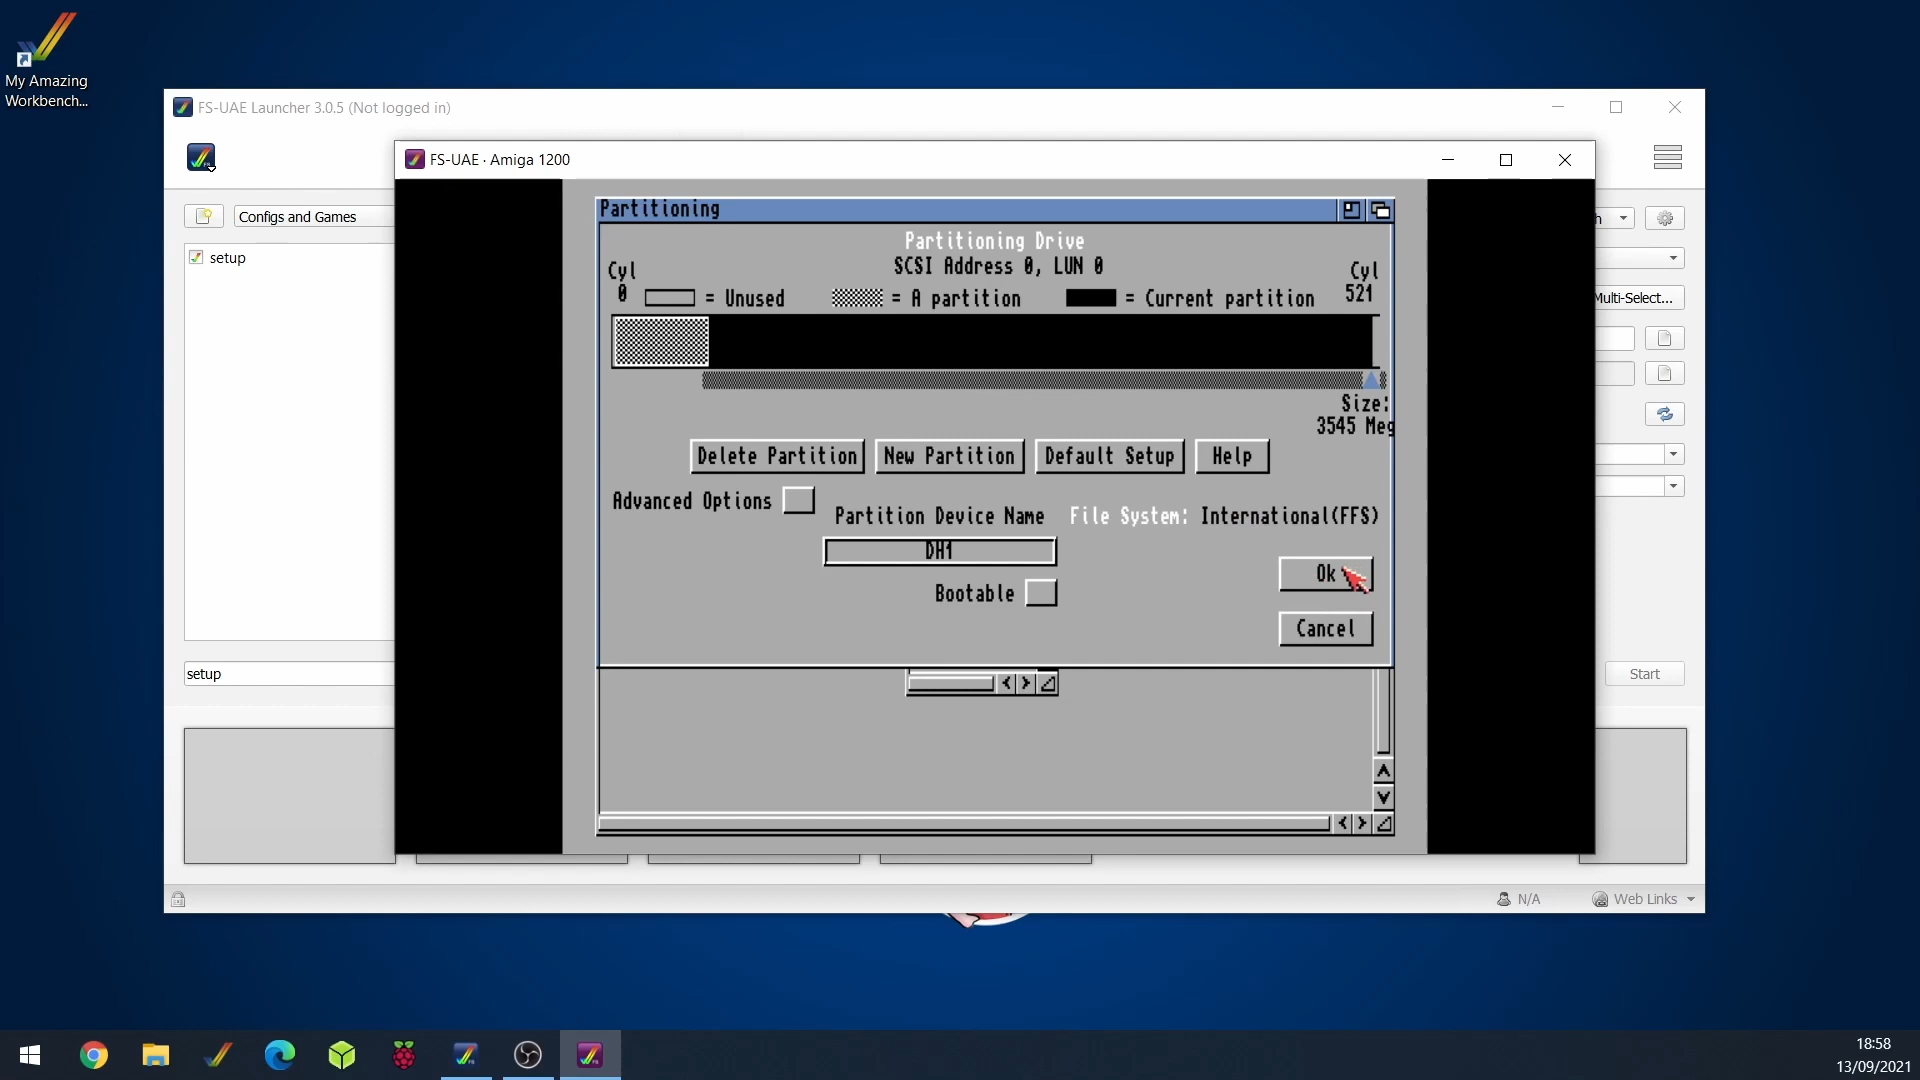 My Amazing
Workbench...
FS-UAE Launcher 3.0.5 (Not logged in)
FS-UAE · Amiga 1200
Configs and Games
h
setup
Multi-Select...
setup
Start
Partitioning
Partitioning Drive
SCSI Address 0, LUN 0
Cyl
0
Cyl
521
= Unused
= A partition
= Current partition
Size:
3545 Meg
Delete Partition
New Partition
Default Setup
Help
Advanced Options
Partition Device Name
File System: International(FFS)
DH1
Ok
Bootable
Cancel
N/A
Web Links
18:58
13/09/2021